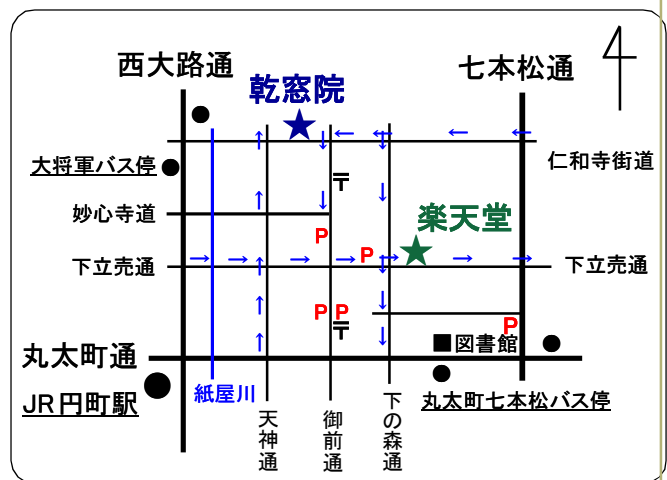 西大路通
七本松通
乾窓院
仁和寺街道
大将軍バス停
〒
妙心寺道
楽天堂
P
P
下立売通
下立売通
P P
〒
P
図書館
丸太町通
JR円町駅
紙屋川
丸太町七本松バス停
天神通
御前通
下の森通